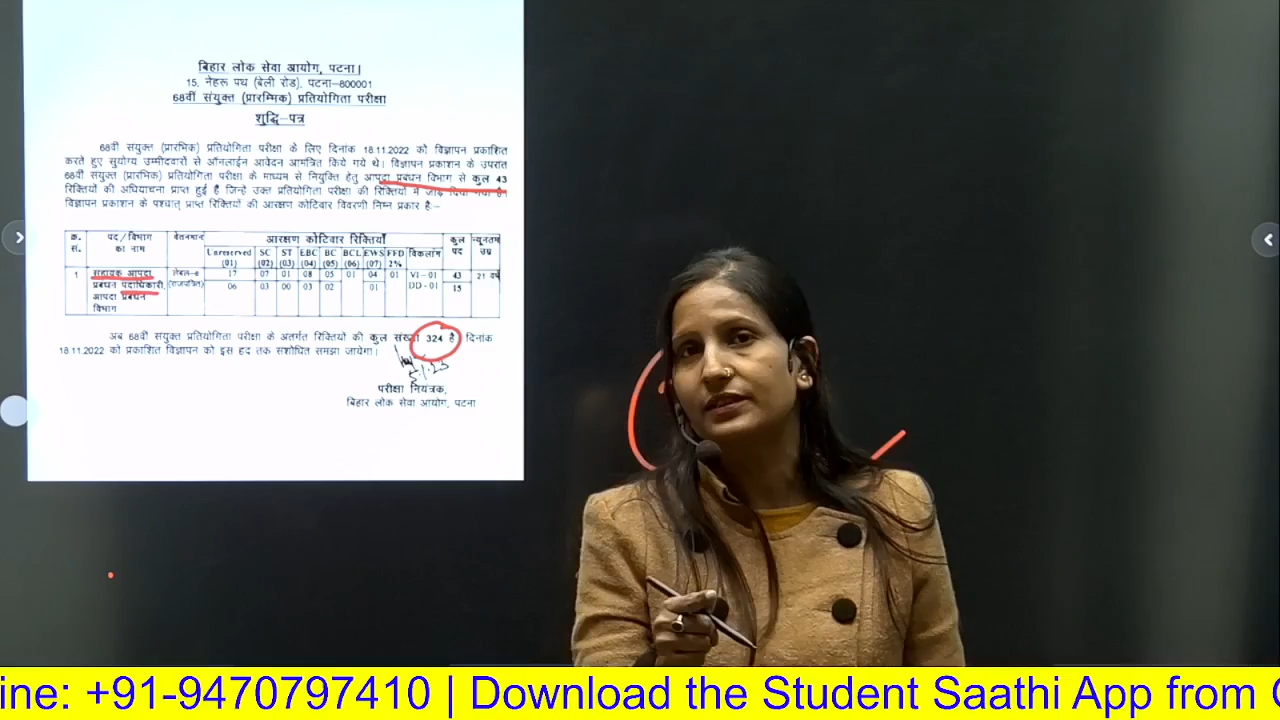 बिहार लोक सेवा आयोग, पटना।
15, नेहरू पथ (बेली रोड), पटना–800001
68वीं संयुक्त (प्रारम्भिक) प्रतियोगिता परीक्षा
शुद्धि–पत्र
68वीं संयुक्त (प्रारंभिक) प्रतियोगिता परीक्षा के लिए दिनांक 18.11.2022 को विज्ञापन प्रकाशित
करते हुए सुयोग्य उम्मीदवारों से ऑनलाईन आवेदन आमंत्रित किये गये थे। विज्ञापन प्रकाशन के उपरांत
68वीं संयुक्त (प्रारंभिक) प्रतियोगिता परीक्षा के माध्यम से नियुक्ति हेतु आपदा प्रबंधन विभाग से कुल 43
रिक्तियों की अधियाचना प्राप्त हुई है जिन्हें उक्त प्रतियोगिता परीक्षा की रिक्तियों में जोड़ दिया गया है।
विज्ञापन प्रकाशन के पश्चात् प्राप्त रिक्तियों की आरक्षण कोटिवार विवरणी निम्न प्रकार है:–
क्र. सं. पद/विभाग का नाम वेतनमान आरक्षण कोटिवार रिक्तियाँ कुल पद न्यूनतम उम्र
Unreserved (01) SC (02) ST (03) EBC (04) BC (05) BCL (06) EWS (07) FFD 2% विकलांग
1 सहायक आपदा लेवल-9 17 07 01 08 05 01 04 01 VI - 01 43 21 वर्ष
प्रबंधन पदाधिकारी, (राजपत्रित) 06 03 00 03 02 01 DD - 01 15
आपदा प्रबंधन
विभाग
अब 68वीं संयुक्त प्रतियोगिता परीक्षा के अंतर्गत रिक्तियों की कुल संख्या 324 है। दिनांक
18.11.2022 को प्रकाशित विज्ञापन को इस हद तक संशोधित समझा जायेगा।
परीक्षा नियंत्रक,
बिहार लोक सेवा आयोग, पटना
ine: +91-9470797410 | Download the Student Saathi App from